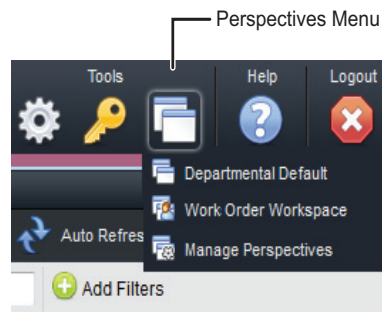 Perspectives Menu
Tools
Help
Logout
Departmental Default
Work Order Workspace
Auto Refres
Manage Perspectives
Add Filters